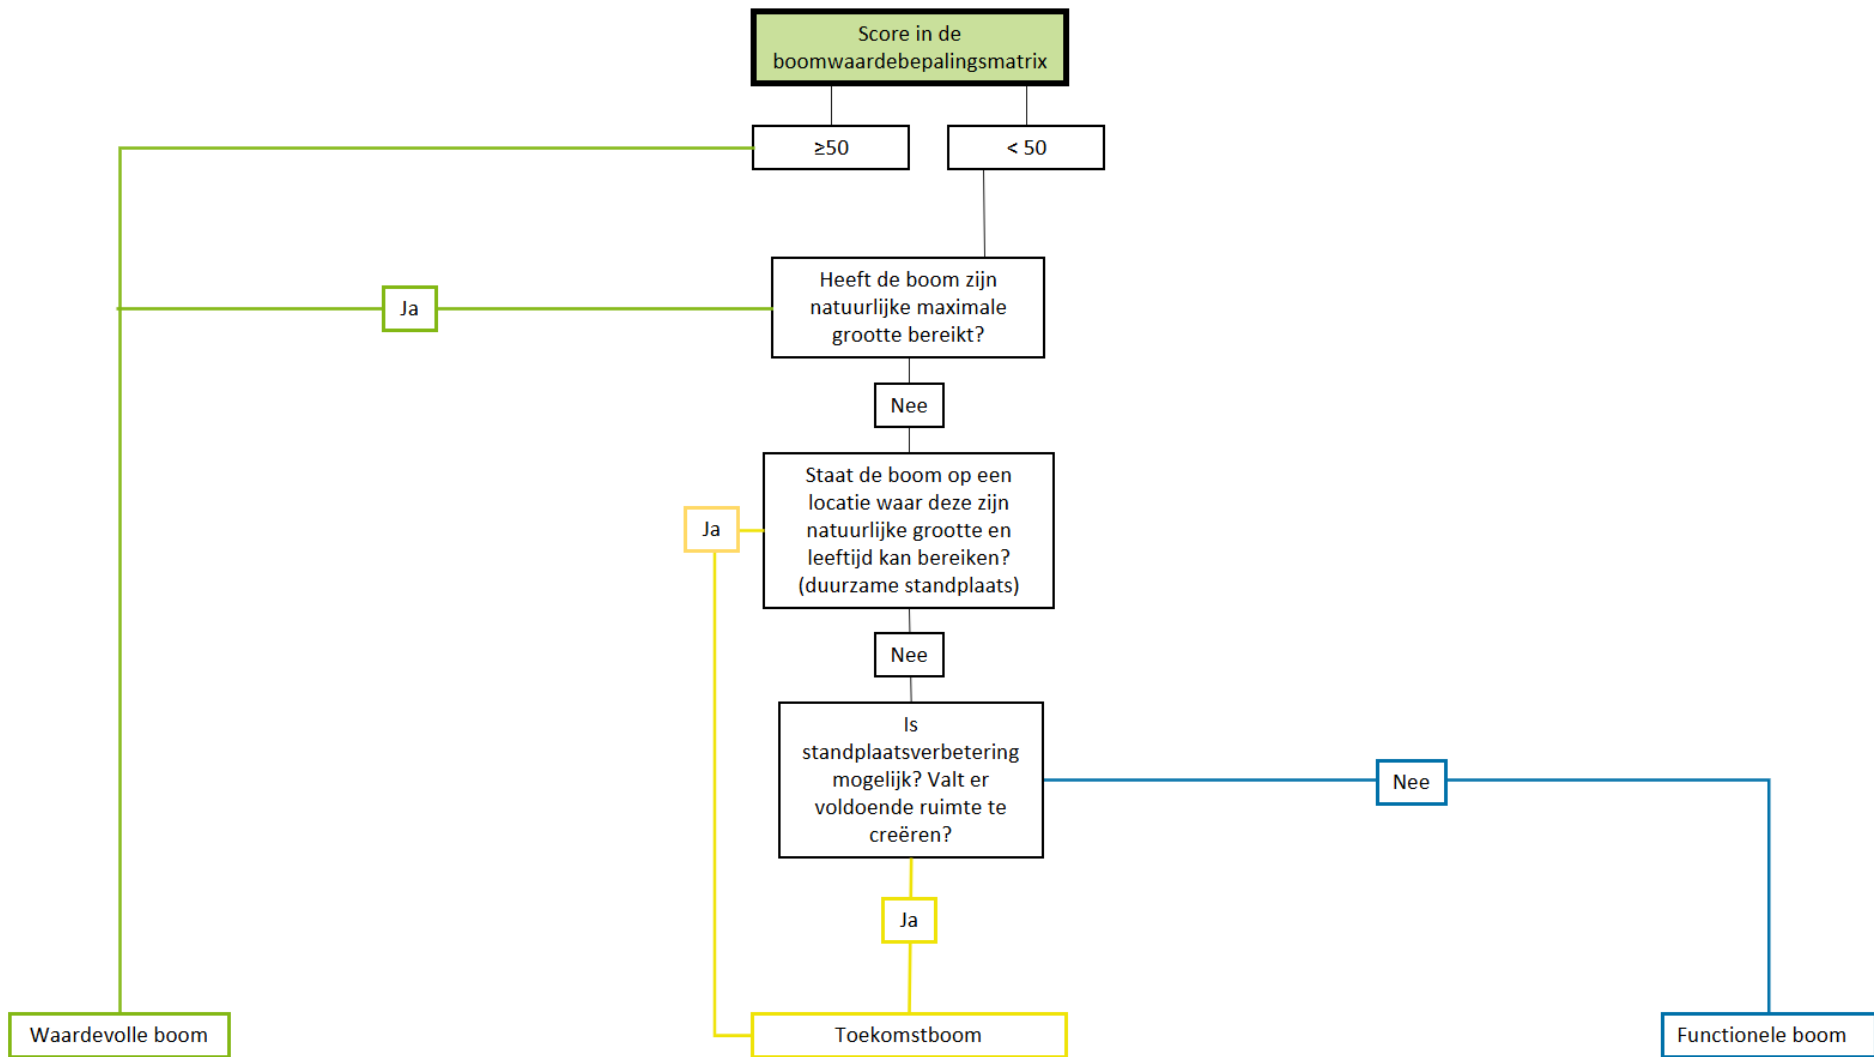 Score in de
boomwaardebepalingsmatrix
≥50
< 50
Heeft de boom zijn
natuurlijke maximale
grootte bereikt?
Ja
Nee
Staat de boom op een
locatie waar deze zijn
natuurlijke grootte en
leeftijd kan bereiken?
(duurzame standplaats)
Ja
Nee
Is
standplaatsverbetering
mogelijk? Valt er
voldoende ruimte te
creëren?
Nee
Ja
Waardevolle boom
Toekomstboom
Functionele boom